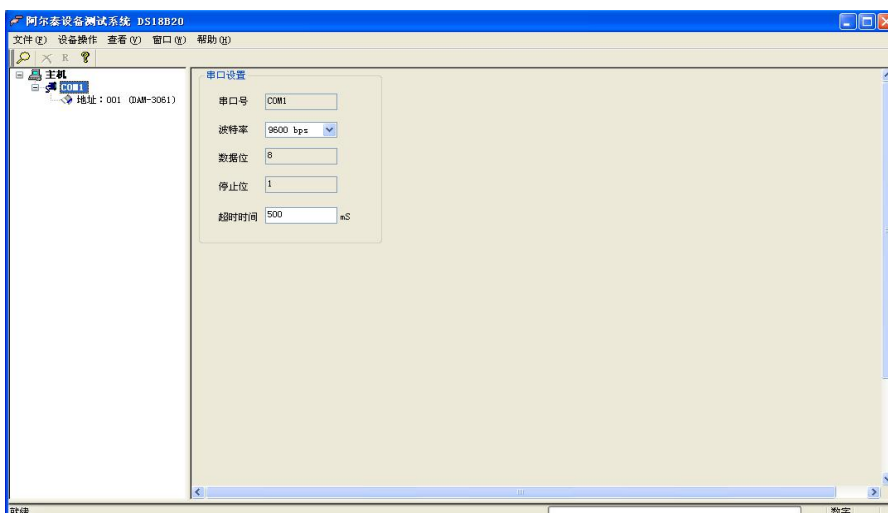 阿尔泰设备测试系统 DS18B20
文件(F) 设备操作 查看(V) 窗口(W) 帮助(H)
R
主机
COM1
地址：001 (DAM-3061)
串口设置
串口号 COM1
波特率 9600 bps
数据位 8
停止位 1
超时时间 500 mS
就绪 数字